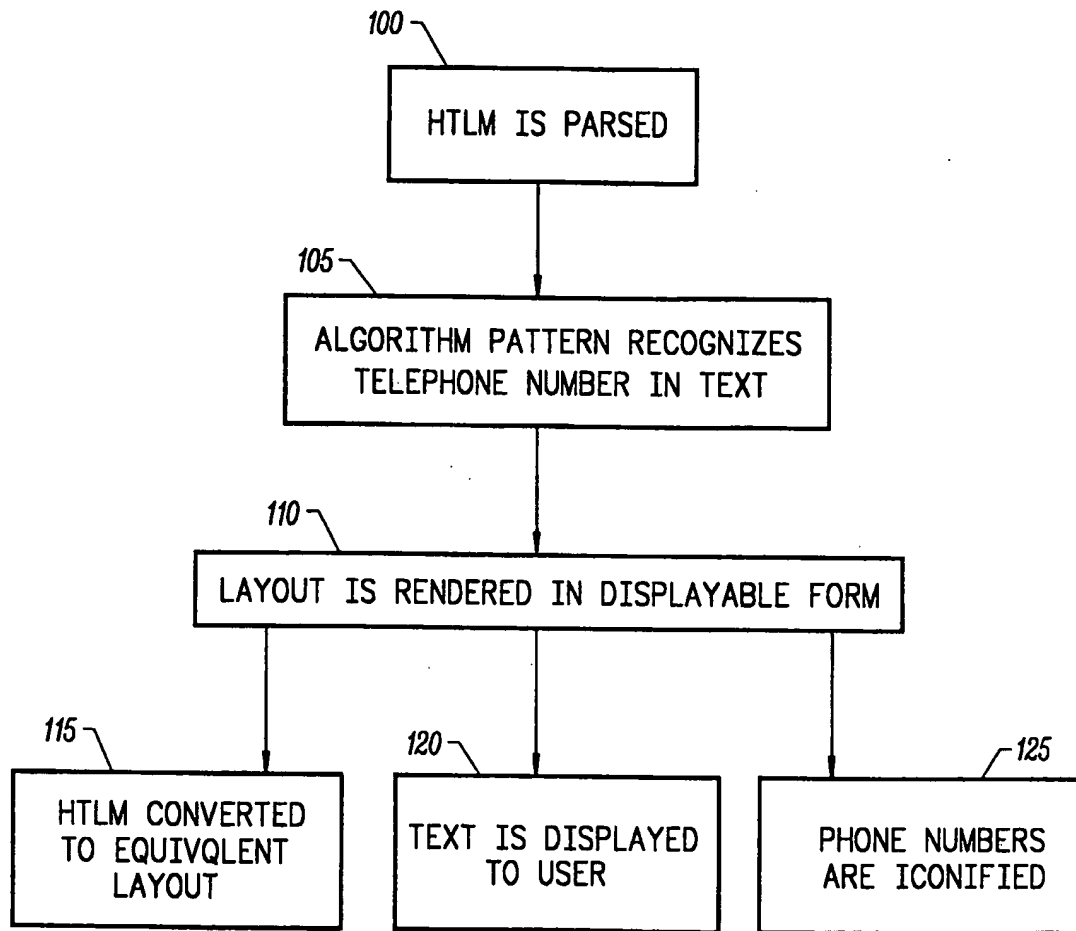 100
HTLM IS PARSED
105
ALGORITHM PATTERN RECOGNIZES
TELEPHONE NUMBER IN TEXT
110
LAYOUT IS RENDERED IN DISPLAYABLE FORM
115
HTLM CONVERTED
TO EQUIVQLENT
LAYOUT
120
TEXT IS DISPLAYED
TO USER
125
PHONE NUMBERS
ARE ICONIFIED